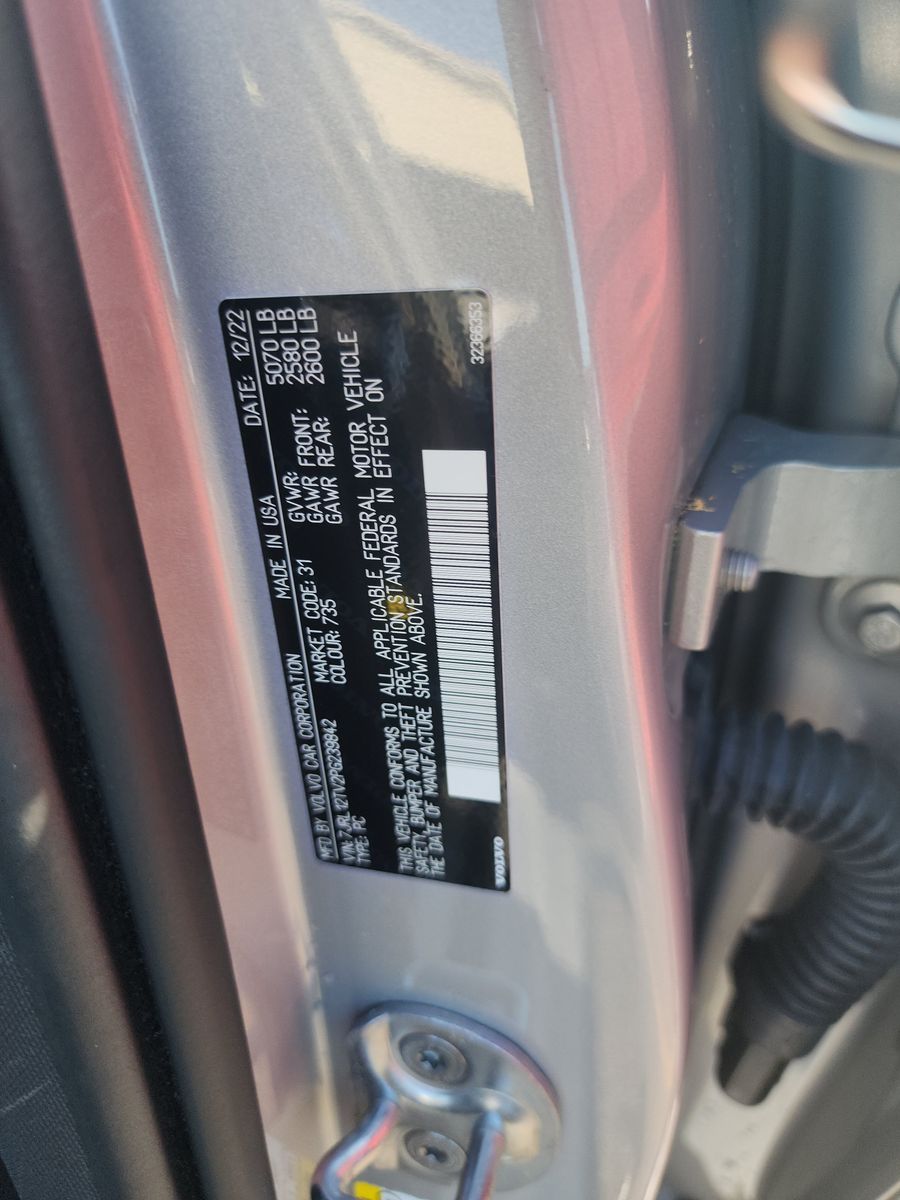 MFD BY VOLVO CAR CORPORATION MADE IN USA DATE: 12/22
VIN: 7JRL12TV2PG239842 MARKET CODE: 31 GVWR: 5070 LB
TYPE: PC COLOUR: 735 GAWR FRONT: 2580 LB
GAWR REAR: 2600 LB
THIS VEHICLE CONFORMS TO ALL APPLICABLE FEDERAL MOTOR VEHICLE
SAFETY, BUMPER AND THEFT PREVENTION STANDARDS IN EFFECT ON
THE DATE OF MANUFACTURE SHOWN ABOVE.
VOLVO 32366353